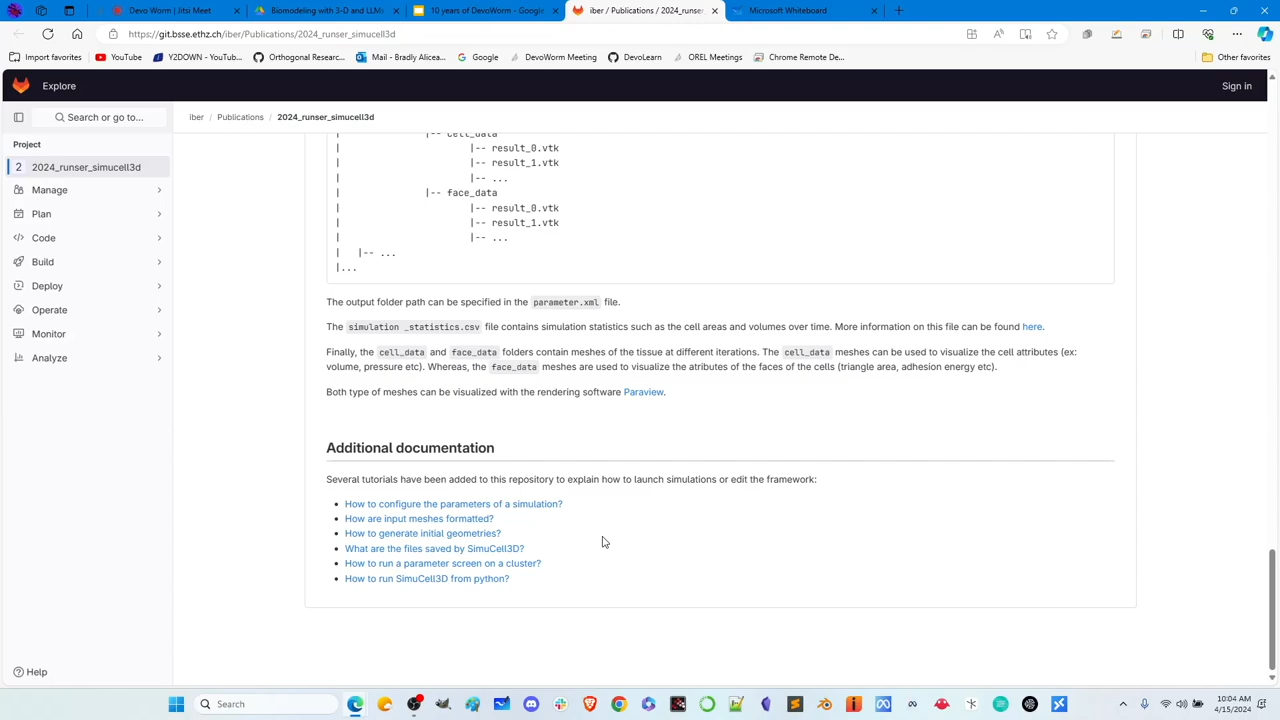 Devo Worm | Jitsi Meet
Biomodeling with 3-D and LLMs
10 years of DevoWorm - Google
iber / Publications / 2024_runser_
Microsoft Whiteboard
https://git.bsse.ethz.ch/iber/Publications/2024_runser_simucell3d
Import favorites
YouTube
Y2DOWN - YouTub...
Orthogonal Researc...
Mail - Bradly Alicea...
Google
DevoWorm Meeting
DevoLearn
OREL Meetings
Chrome Remote De...
Other favorites
Explore
Sign in
Search or go to...
iber / Publications / 2024_runser_simucell3d
Project
2 2024_runser_simucell3d
Manage
Plan
Code
Build
Deploy
Operate
Monitor
Analyze
Help
| |-- cell_data
| |-- result_0.vtk
| |-- result_1.vtk
| |-- ...
| |-- face_data
| |-- result_0.vtk
| |-- result_1.vtk
| |-- ...
| |-- ...
|...
The output folder path can be specified in the parameter.xml file.
The simulation _statistics.csv file contains simulation statistics such as the cell areas and volumes over time. More information on this file can be found here.
Finally, the cell_data and face_data folders contain meshes of the tissue at different iterations. The cell_data meshes can be used to visualize the cell attributes (ex:
volume, pressure etc). Whereas, the face_data meshes are used to visualize the atributes of the faces of the cells (triangle area, adhesion energy etc).
Both type of meshes can be visualized with the rendering software Paraview.
Additional documentation
Several tutorials have been added to this repository to explain how to launch simulations or edit the framework:
• How to configure the parameters of a simulation?
• How are input meshes formatted?
• How to generate initial geometries?
• What are the files saved by SimuCell3D?
• How to run a parameter screen on a cluster?
• How to run SimuCell3D from python?
Search
10:04 AM
4/15/2024